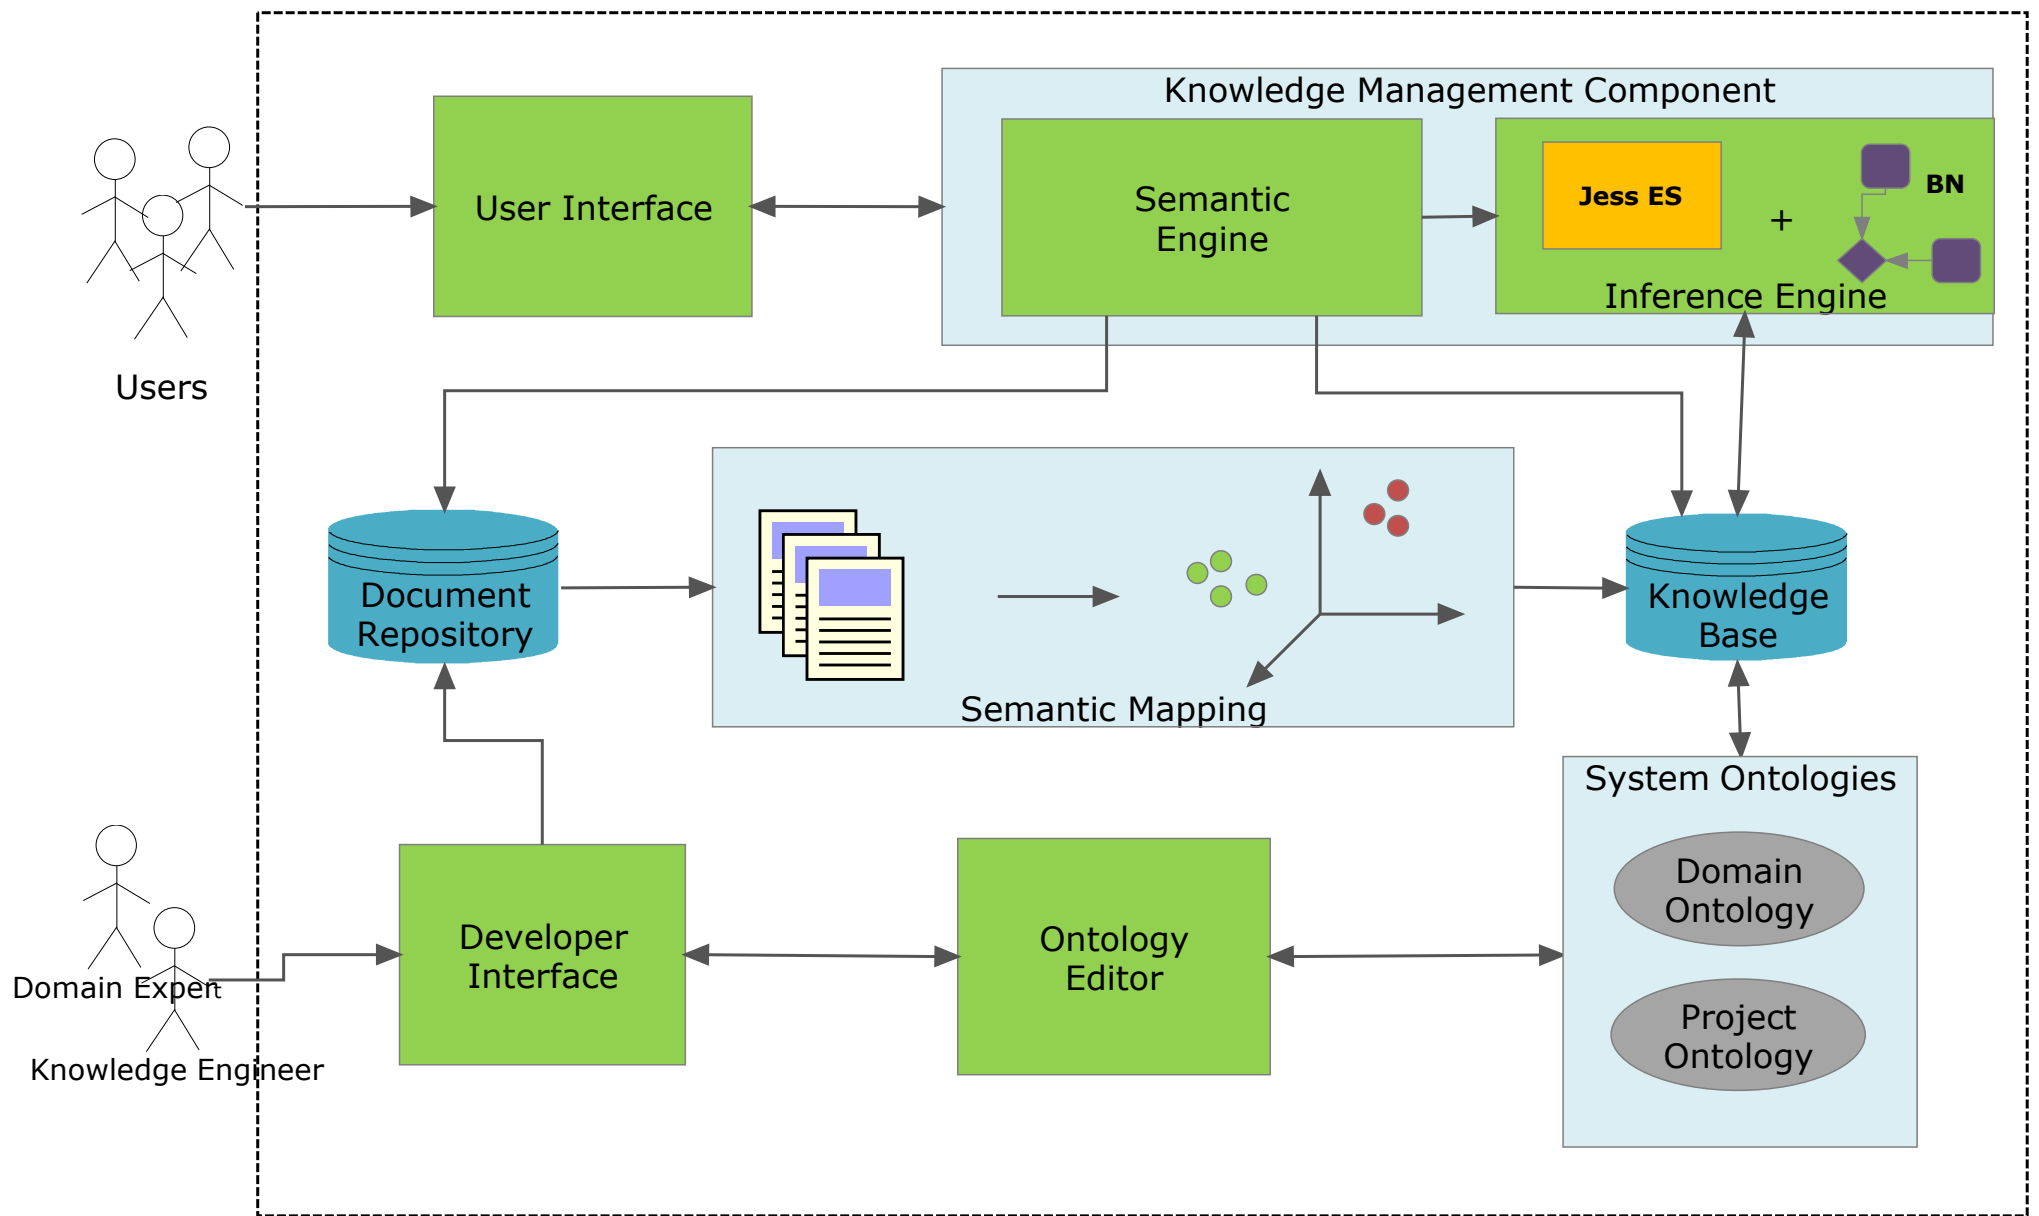 Knowledge Management Component
User Interface
Semantic
Engine
Jess ES
+
BN
Inference Engine
Users
Document
Repository
Semantic Mapping
Knowledge
Base
System Ontologies
Domain
Ontology
Project
Ontology
Developer
Interface
Ontology
Editor
Domain Expert
Knowledge Engineer